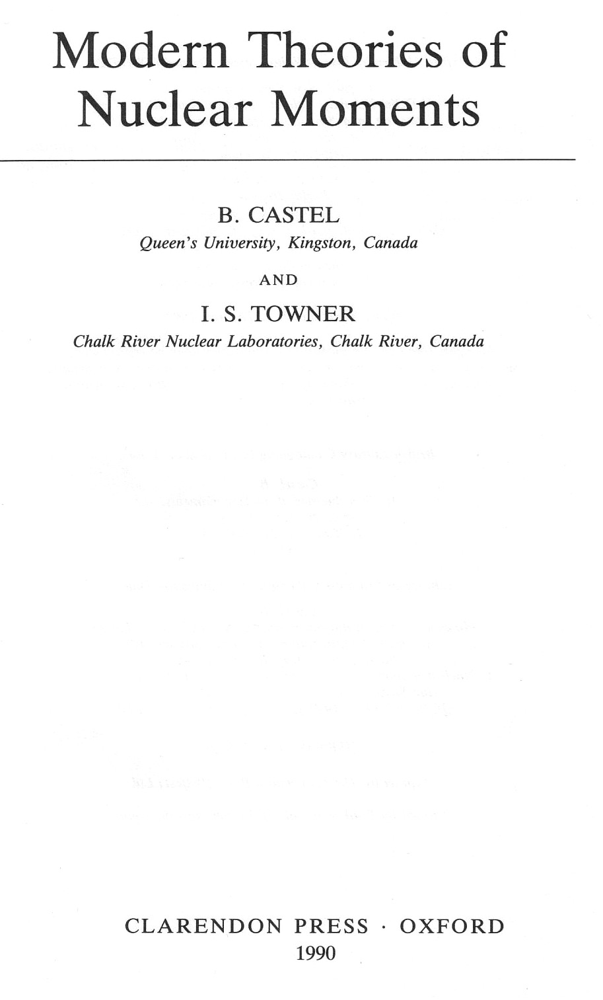 Modern Theories of
Nuclear Moments
B. CASTEL
Queen's University, Kingston, Canada
AND
I. S. TOWNER
Chalk River Nuclear Laboratories, Chalk River, Canada
CLARENDON PRESS · OXFORD
1990